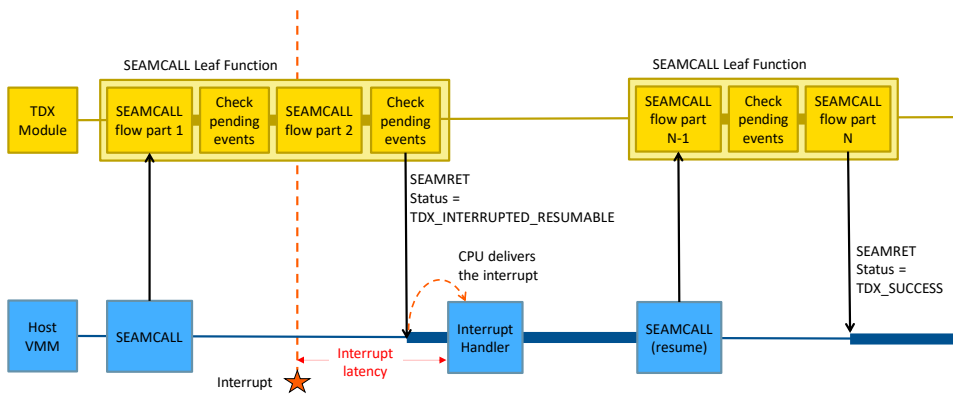 SEAMCALL Leaf Function
SEAMCALL Leaf Function
TDX
Module
SEAMCALL
flow part 1
Check
pending
events
SEAMCALL
flow part 2
Check
pending
events
SEAMCALL
flow part
N-1
Check
pending
events
SEAMCALL
flow part
N
SEAMRET
Status =
TDX_INTERRUPTED_RESUMABLE
CPU delivers
the interrupt
SEAMRET
Status =
TDX_SUCCESS
Host
VMM
SEAMCALL
Interrupt
Handler
SEAMCALL
(resume)
Interrupt
latency
Interrupt